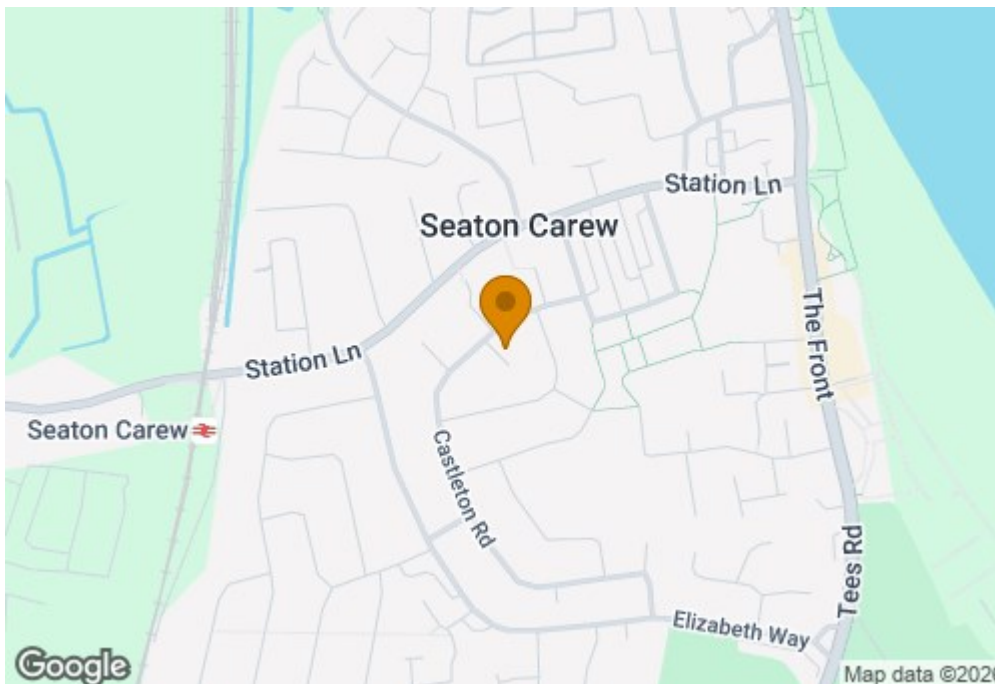 Station Ln
Seaton Carew
The Front
Station Ln
Seaton Carew
Castleton Rd
Tees Rd
Elizabeth Way
Google
Map data ©2026